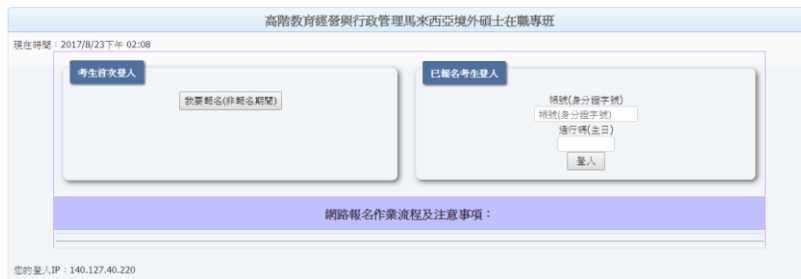 高階教育經營與行政管理馬來西亞境外碩士在職專班
現在時間：2017/8/23下午 02:08
考生首次登入
我要報名(非報名期間)
已報名考生登入
帳號(身分證字號)
帳號(身分證字號)
通行碼(生日)
登入
網路報名作業流程及注意事項：
您的登入IP：140.127.40.220